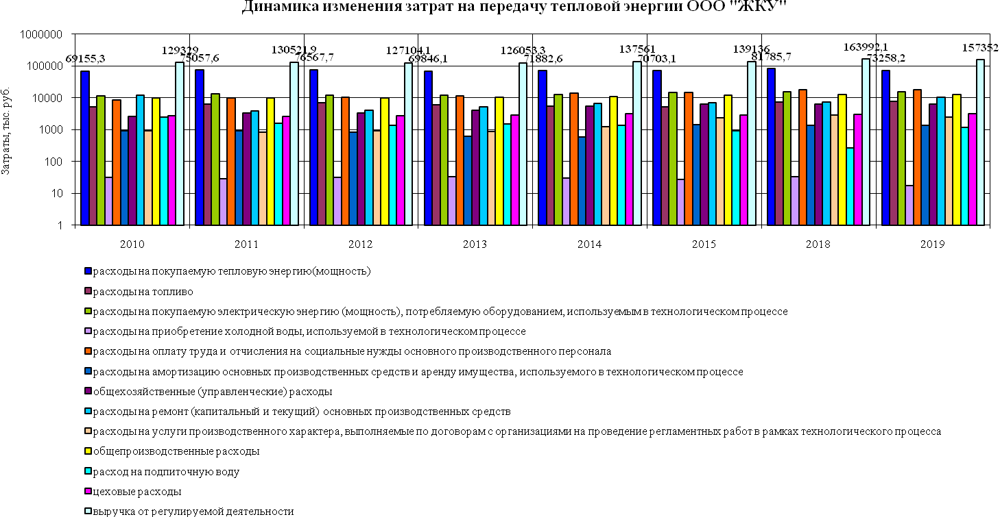 Динамика изменения затрат на передачу тепловой энергии ООО "ЖКУ"
Затраты, тыс. руб.
1000000
100000
10000
1000
100
10
1
69155,3
129329
75057,6
130521,9
76567,7
127104,1
69846,1
126053,3
71882,6
137561
70703,1
139136
81785,7
163992,1
73258,2
157352
2010
2011
2012
2013
2014
2015
2018
2019
расходы на покупаемую тепловую энергию(мощность)
расходы на топливо
расходы на покупаемую электрическую энергию (мощность), потребляемую оборудованием, используемым в технологическом процессе
расходы на приобретение холодной воды, используемой в технологическом процессе
расходы на оплату труда и отчисления на социальные нужды основного производственного персонала
расходы на амортизацию основных производственных средств и аренду имущества, используемого в технологическом процессе
общехозяйственные (управленческие) расходы
расходы на ремонт (капитальный и текущий) основных производственных средств
расходы на услуги производственного характера, выполняемые по договорам с организациями на проведение регламентных работ в рамках технологического процесса
общепроизводственные расходы
расход на подпиточную воду
цеховые расходы
выручка от регулируемой деятельности